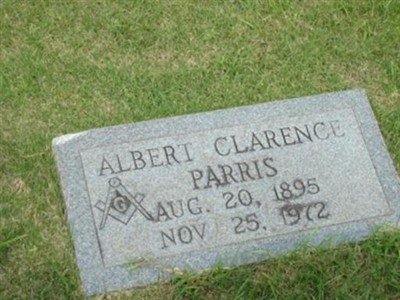 ALBERT CLARENCE
PARRIS
G AUG. 20, 1895
NOV. 25, 1972